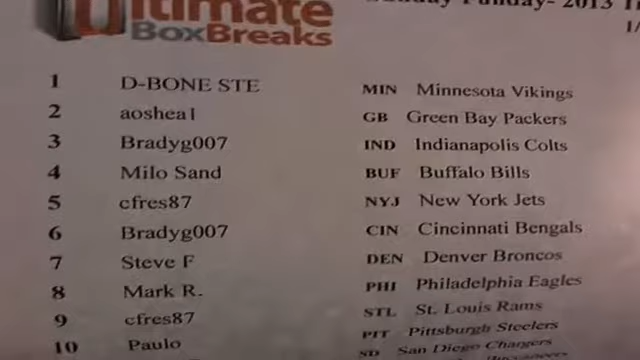 Ultimate
BoxBreaks
2013
1/
1 D-BONE STE MIN Minnesota Vikings
2 aoshea1 GB Green Bay Packers
3 Bradyg007 IND Indianapolis Colts
4 Milo Sand BUF Buffalo Bills
5 cfres87 NYJ New York Jets
6 Bradyg007 CIN Cincinnati Bengals
7 Steve F DEN Denver Broncos
8 Mark R. PHI Philadelphia Eagles
9 cfres87 STL St. Louis Rams
10 Paulo PIT Pittsburgh Steelers
SD San Diego Chargers